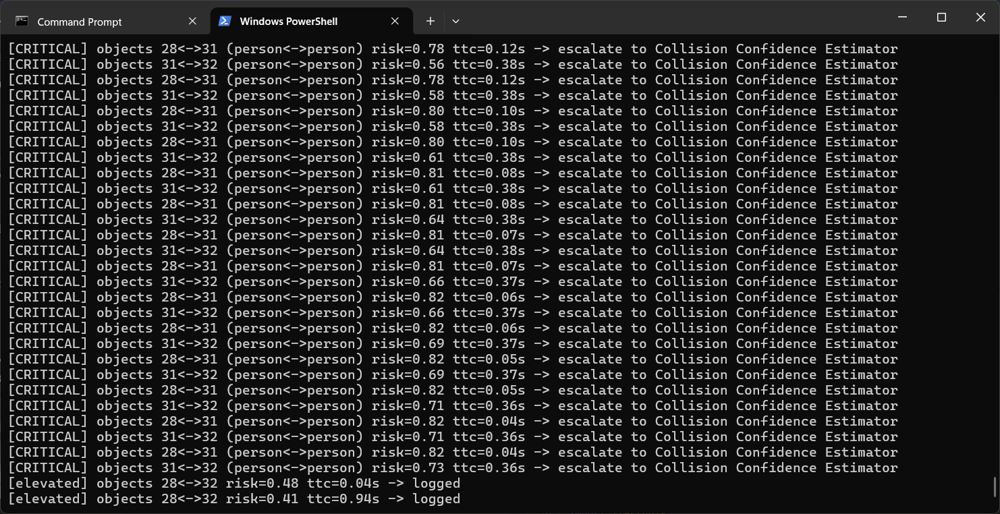 Command Prompt
Windows PowerShell
[CRITICAL] objects 28<->31 (person<->person) risk=0.78 ttc=0.12s -> escalate to Collision Confidence Estimator
[CRITICAL] objects 31<->32 (person<->person) risk=0.56 ttc=0.38s -> escalate to Collision Confidence Estimator
[CRITICAL] objects 28<->31 (person<->person) risk=0.78 ttc=0.12s -> escalate to Collision Confidence Estimator
[CRITICAL] objects 31<->32 (person<->person) risk=0.58 ttc=0.38s -> escalate to Collision Confidence Estimator
[CRITICAL] objects 28<->31 (person<->person) risk=0.80 ttc=0.10s -> escalate to Collision Confidence Estimator
[CRITICAL] objects 31<->32 (person<->person) risk=0.58 ttc=0.38s -> escalate to Collision Confidence Estimator
[CRITICAL] objects 28<->31 (person<->person) risk=0.80 ttc=0.10s -> escalate to Collision Confidence Estimator
[CRITICAL] objects 31<->32 (person<->person) risk=0.61 ttc=0.38s -> escalate to Collision Confidence Estimator
[CRITICAL] objects 28<->31 (person<->person) risk=0.81 ttc=0.08s -> escalate to Collision Confidence Estimator
[CRITICAL] objects 31<->32 (person<->person) risk=0.61 ttc=0.38s -> escalate to Collision Confidence Estimator
[CRITICAL] objects 28<->31 (person<->person) risk=0.81 ttc=0.08s -> escalate to Collision Confidence Estimator
[CRITICAL] objects 31<->32 (person<->person) risk=0.64 ttc=0.38s -> escalate to Collision Confidence Estimator
[CRITICAL] objects 28<->31 (person<->person) risk=0.81 ttc=0.07s -> escalate to Collision Confidence Estimator
[CRITICAL] objects 31<->32 (person<->person) risk=0.64 ttc=0.38s -> escalate to Collision Confidence Estimator
[CRITICAL] objects 28<->31 (person<->person) risk=0.81 ttc=0.07s -> escalate to Collision Confidence Estimator
[CRITICAL] objects 31<->32 (person<->person) risk=0.66 ttc=0.37s -> escalate to Collision Confidence Estimator
[CRITICAL] objects 28<->31 (person<->person) risk=0.82 ttc=0.06s -> escalate to Collision Confidence Estimator
[CRITICAL] objects 31<->32 (person<->person) risk=0.66 ttc=0.37s -> escalate to Collision Confidence Estimator
[CRITICAL] objects 28<->31 (person<->person) risk=0.82 ttc=0.06s -> escalate to Collision Confidence Estimator
[CRITICAL] objects 31<->32 (person<->person) risk=0.69 ttc=0.37s -> escalate to Collision Confidence Estimator
[CRITICAL] objects 28<->31 (person<->person) risk=0.82 ttc=0.05s -> escalate to Collision Confidence Estimator
[CRITICAL] objects 31<->32 (person<->person) risk=0.69 ttc=0.37s -> escalate to Collision Confidence Estimator
[CRITICAL] objects 28<->31 (person<->person) risk=0.82 ttc=0.05s -> escalate to Collision Confidence Estimator
[CRITICAL] objects 31<->32 (person<->person) risk=0.71 ttc=0.36s -> escalate to Collision Confidence Estimator
[CRITICAL] objects 28<->31 (person<->person) risk=0.82 ttc=0.04s -> escalate to Collision Confidence Estimator
[CRITICAL] objects 31<->32 (person<->person) risk=0.71 ttc=0.36s -> escalate to Collision Confidence Estimator
[CRITICAL] objects 28<->31 (person<->person) risk=0.82 ttc=0.04s -> escalate to Collision Confidence Estimator
[CRITICAL] objects 31<->32 (person<->person) risk=0.73 ttc=0.36s -> escalate to Collision Confidence Estimator
[elevated] objects 28<->32 risk=0.48 ttc=0.04s -> logged
[elevated] objects 28<->32 risk=0.41 ttc=0.94s -> logged